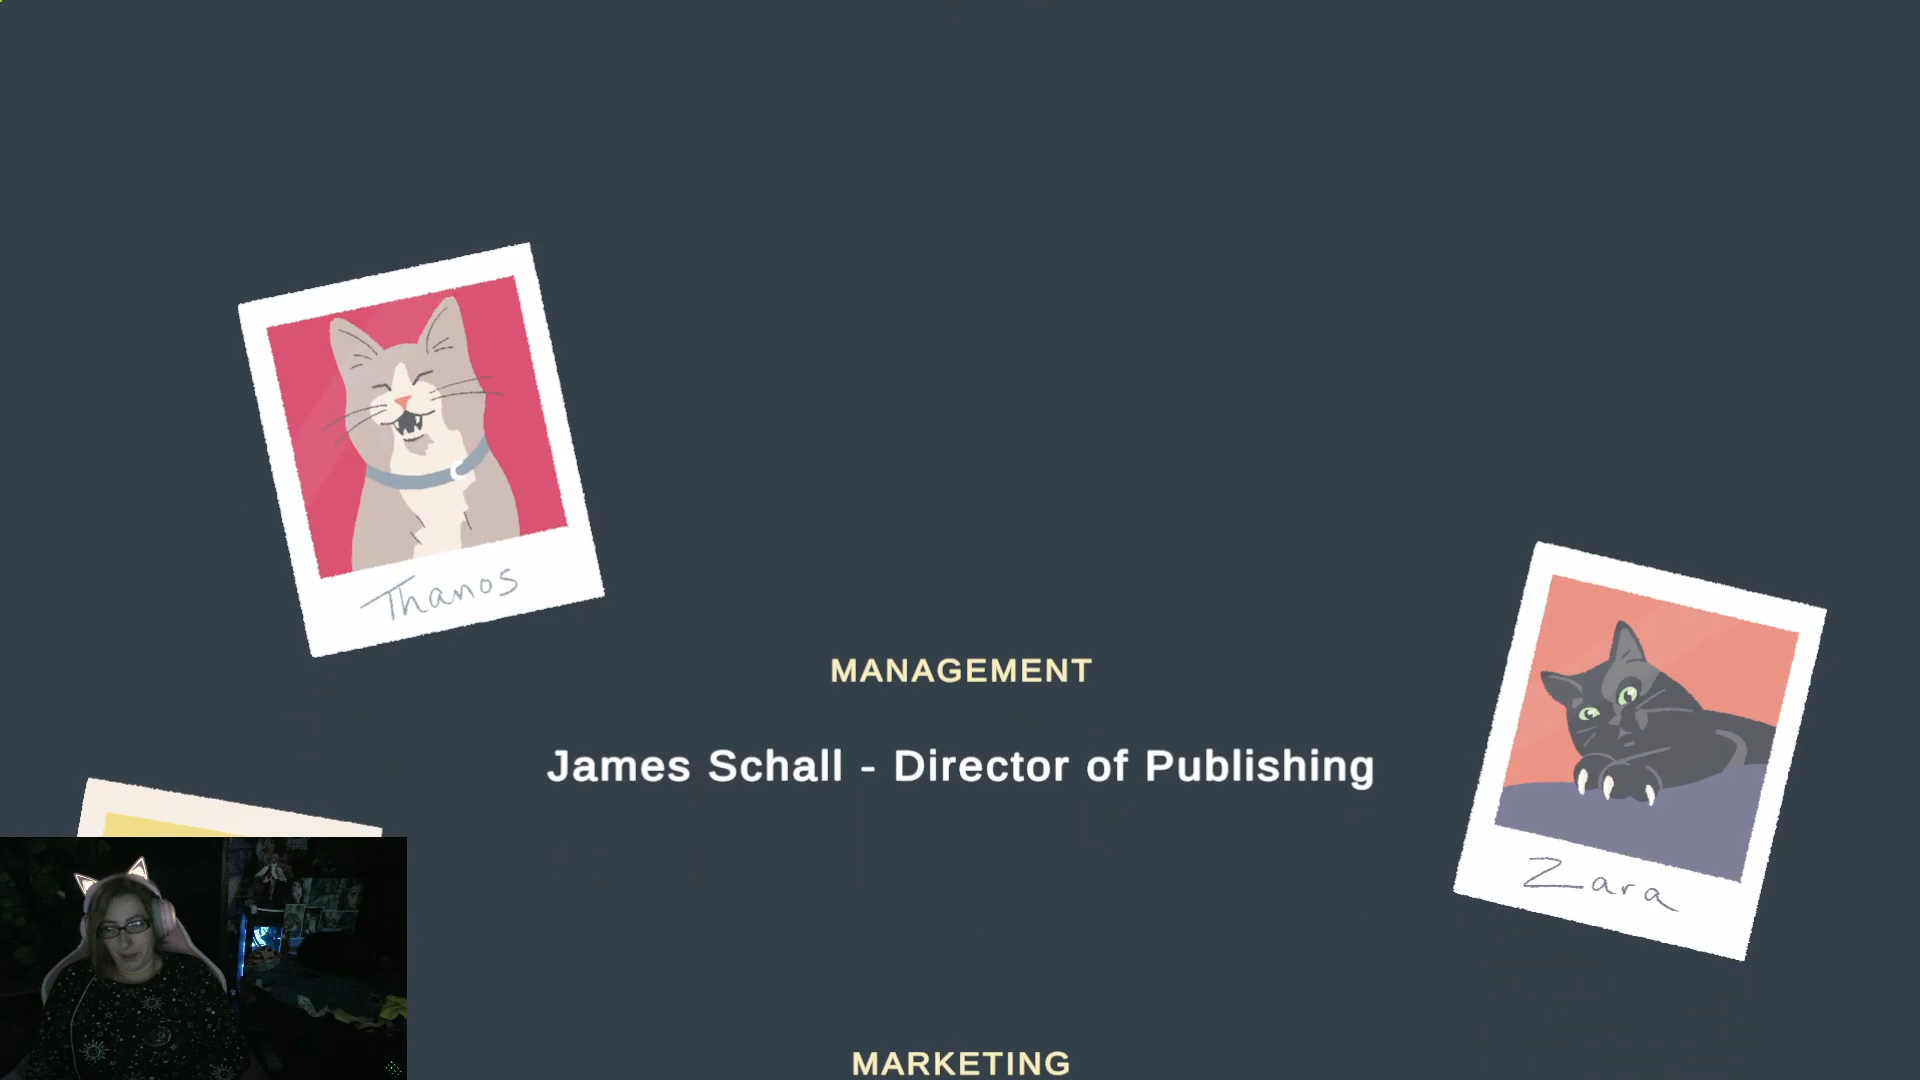 Thanos
MANAGEMENT
James Schall - Director of Publishing
Zara
MARKETING